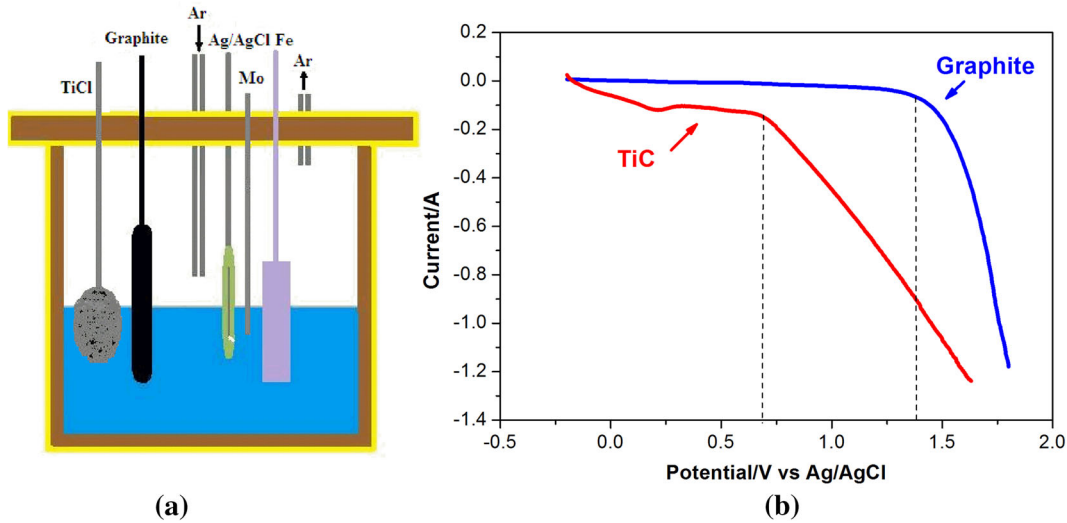 Ar
Graphite
Ag/AgCl Fe
Ar
TiCl
Mo
(a)
0.0
-0.2
-0.4
-0.6
-0.8
-1.0
-1.2
-1.4
Current/A
Graphite
TiC
-0.5
0.0
0.5
1.0
1.5
2.0
Potential/V vs Ag/AgCl
(b)